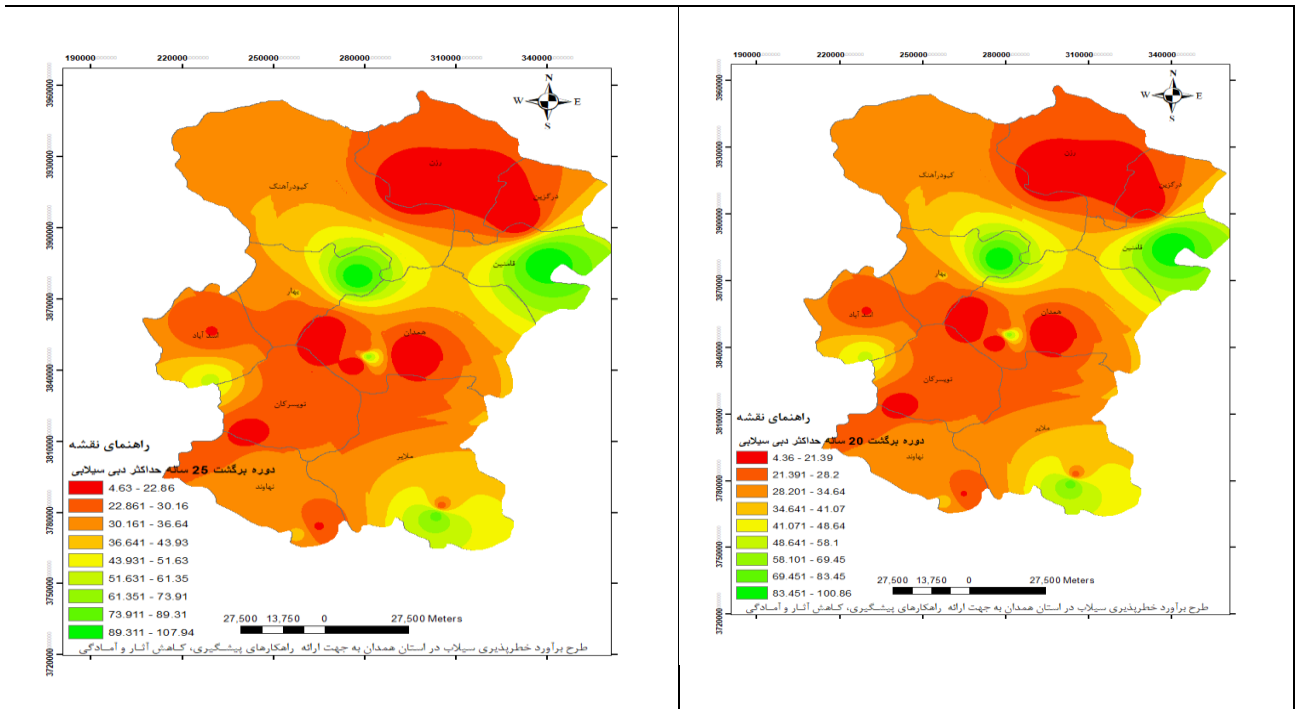 190000 220000 250000 280000 310000 340000
3960000
3930000
3900000
3870000
3840000
3810000
3780000
3750000
3720000
N
W E
S
رزن
کبودرآهنگ
درگزین
فامنین
بهار
همدان
اسد آباد
تویسرکان
ملایر
نهاوند
راهنمای نقشه
دوره برگشت 25 ساله حداکثر دبی سیلابی
4.63 - 22.86
22.861 - 30.16
30.161 - 36.64
36.641 - 43.93
43.931 - 51.63
51.631 - 61.35
61.351 - 73.91
73.911 - 89.31
89.311 - 107.94
27,500 13,750 0 27,500 Meters
طرح برآورد خطرپذیری سیلاب در استان همدان به جهت ارائه راهکارهای پیشگیری، کاهش آثار و آمادگی
190000 220000 250000 280000 310000 340000
3960000
3930000
3900000
3870000
3840000
3810000
3780000
3750000
3720000
N
W E
S
رزن
کبودرآهنگ
درگزین
فامنین
بهار
همدان
اسد آباد
تویسرکان
ملایر
نهاوند
راهنمای نقشه
دوره برگشت 20 ساله حداکثر دبی سیلابی
4.36 - 21.39
21.391 - 28.2
28.201 - 34.64
34.641 - 41.07
41.071 - 48.64
48.641 - 58.1
58.101 - 69.45
69.451 - 83.45
83.451 - 100.86
27,500 13,750 0 27,500 Meters
طرح برآورد خطرپذیری سیلاب در استان همدان به جهت ارائه راهکارهای پیشگیری، کاهش آثار و آمادگی